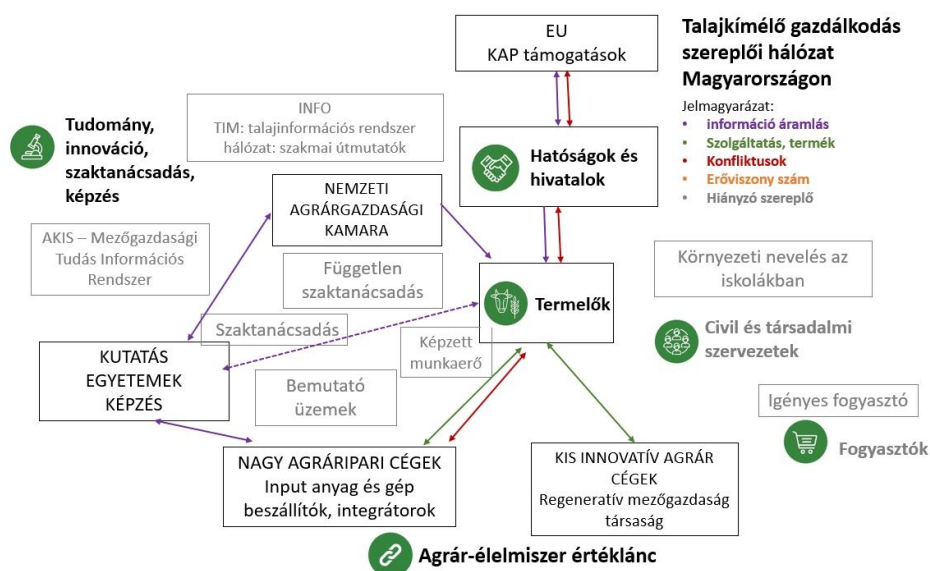 EU
KAP támogatások
Talajkímélő gazdálkodás
szereplői hálózat
Magyarországon
Jelmagyarázat:
• információ áramlás
• Szolgáltatás, termék
• Konfliktusok
• Erőviszony szám
• Hiányzó szereplő
INFO
TIM: talajinformációs rendszer
hálózat: szakmai útmutatók
Tudomány,
innováció,
szaktanácsadás,
képzés
Hatóságok és
hivatalok
NEMZETI
AGRÁRGAZDASÁGI
KAMARA
AKIS – Mezőgazdasági
Tudás Információs
Rendszer
Független
szaktanácsadás
Környezeti nevelés az
iskolákban
Termelők
Szaktanácsadás
Képzett
munkaerő
Civil és társadalmi
szervezetek
KUTATÁS
EGYETEMEK
KÉPZÉS
Bemutató
üzemek
Igényes fogyasztó
Fogyasztók
NAGY AGRÁRIPARI CÉGEK
Input anyag és gép
beszállítók, integrátorok
KIS INNOVATÍV AGRÁR
CÉGEK
Regeneratív mezőgazdaság
társaság
Agrár-élelmiszer értéklánc